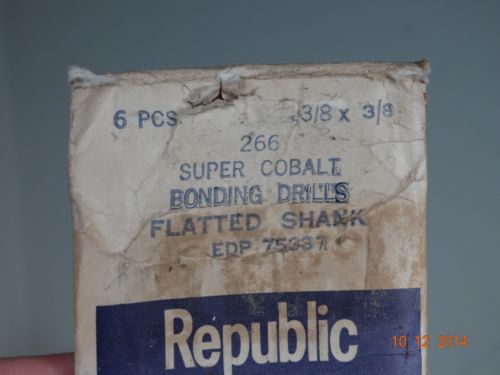 6 PCS. 3/8 x 3/8
266
SUPER COBALT
BONDING DRILLS
FLATTED SHANK
EDP 75337
Republic
10 12 2014